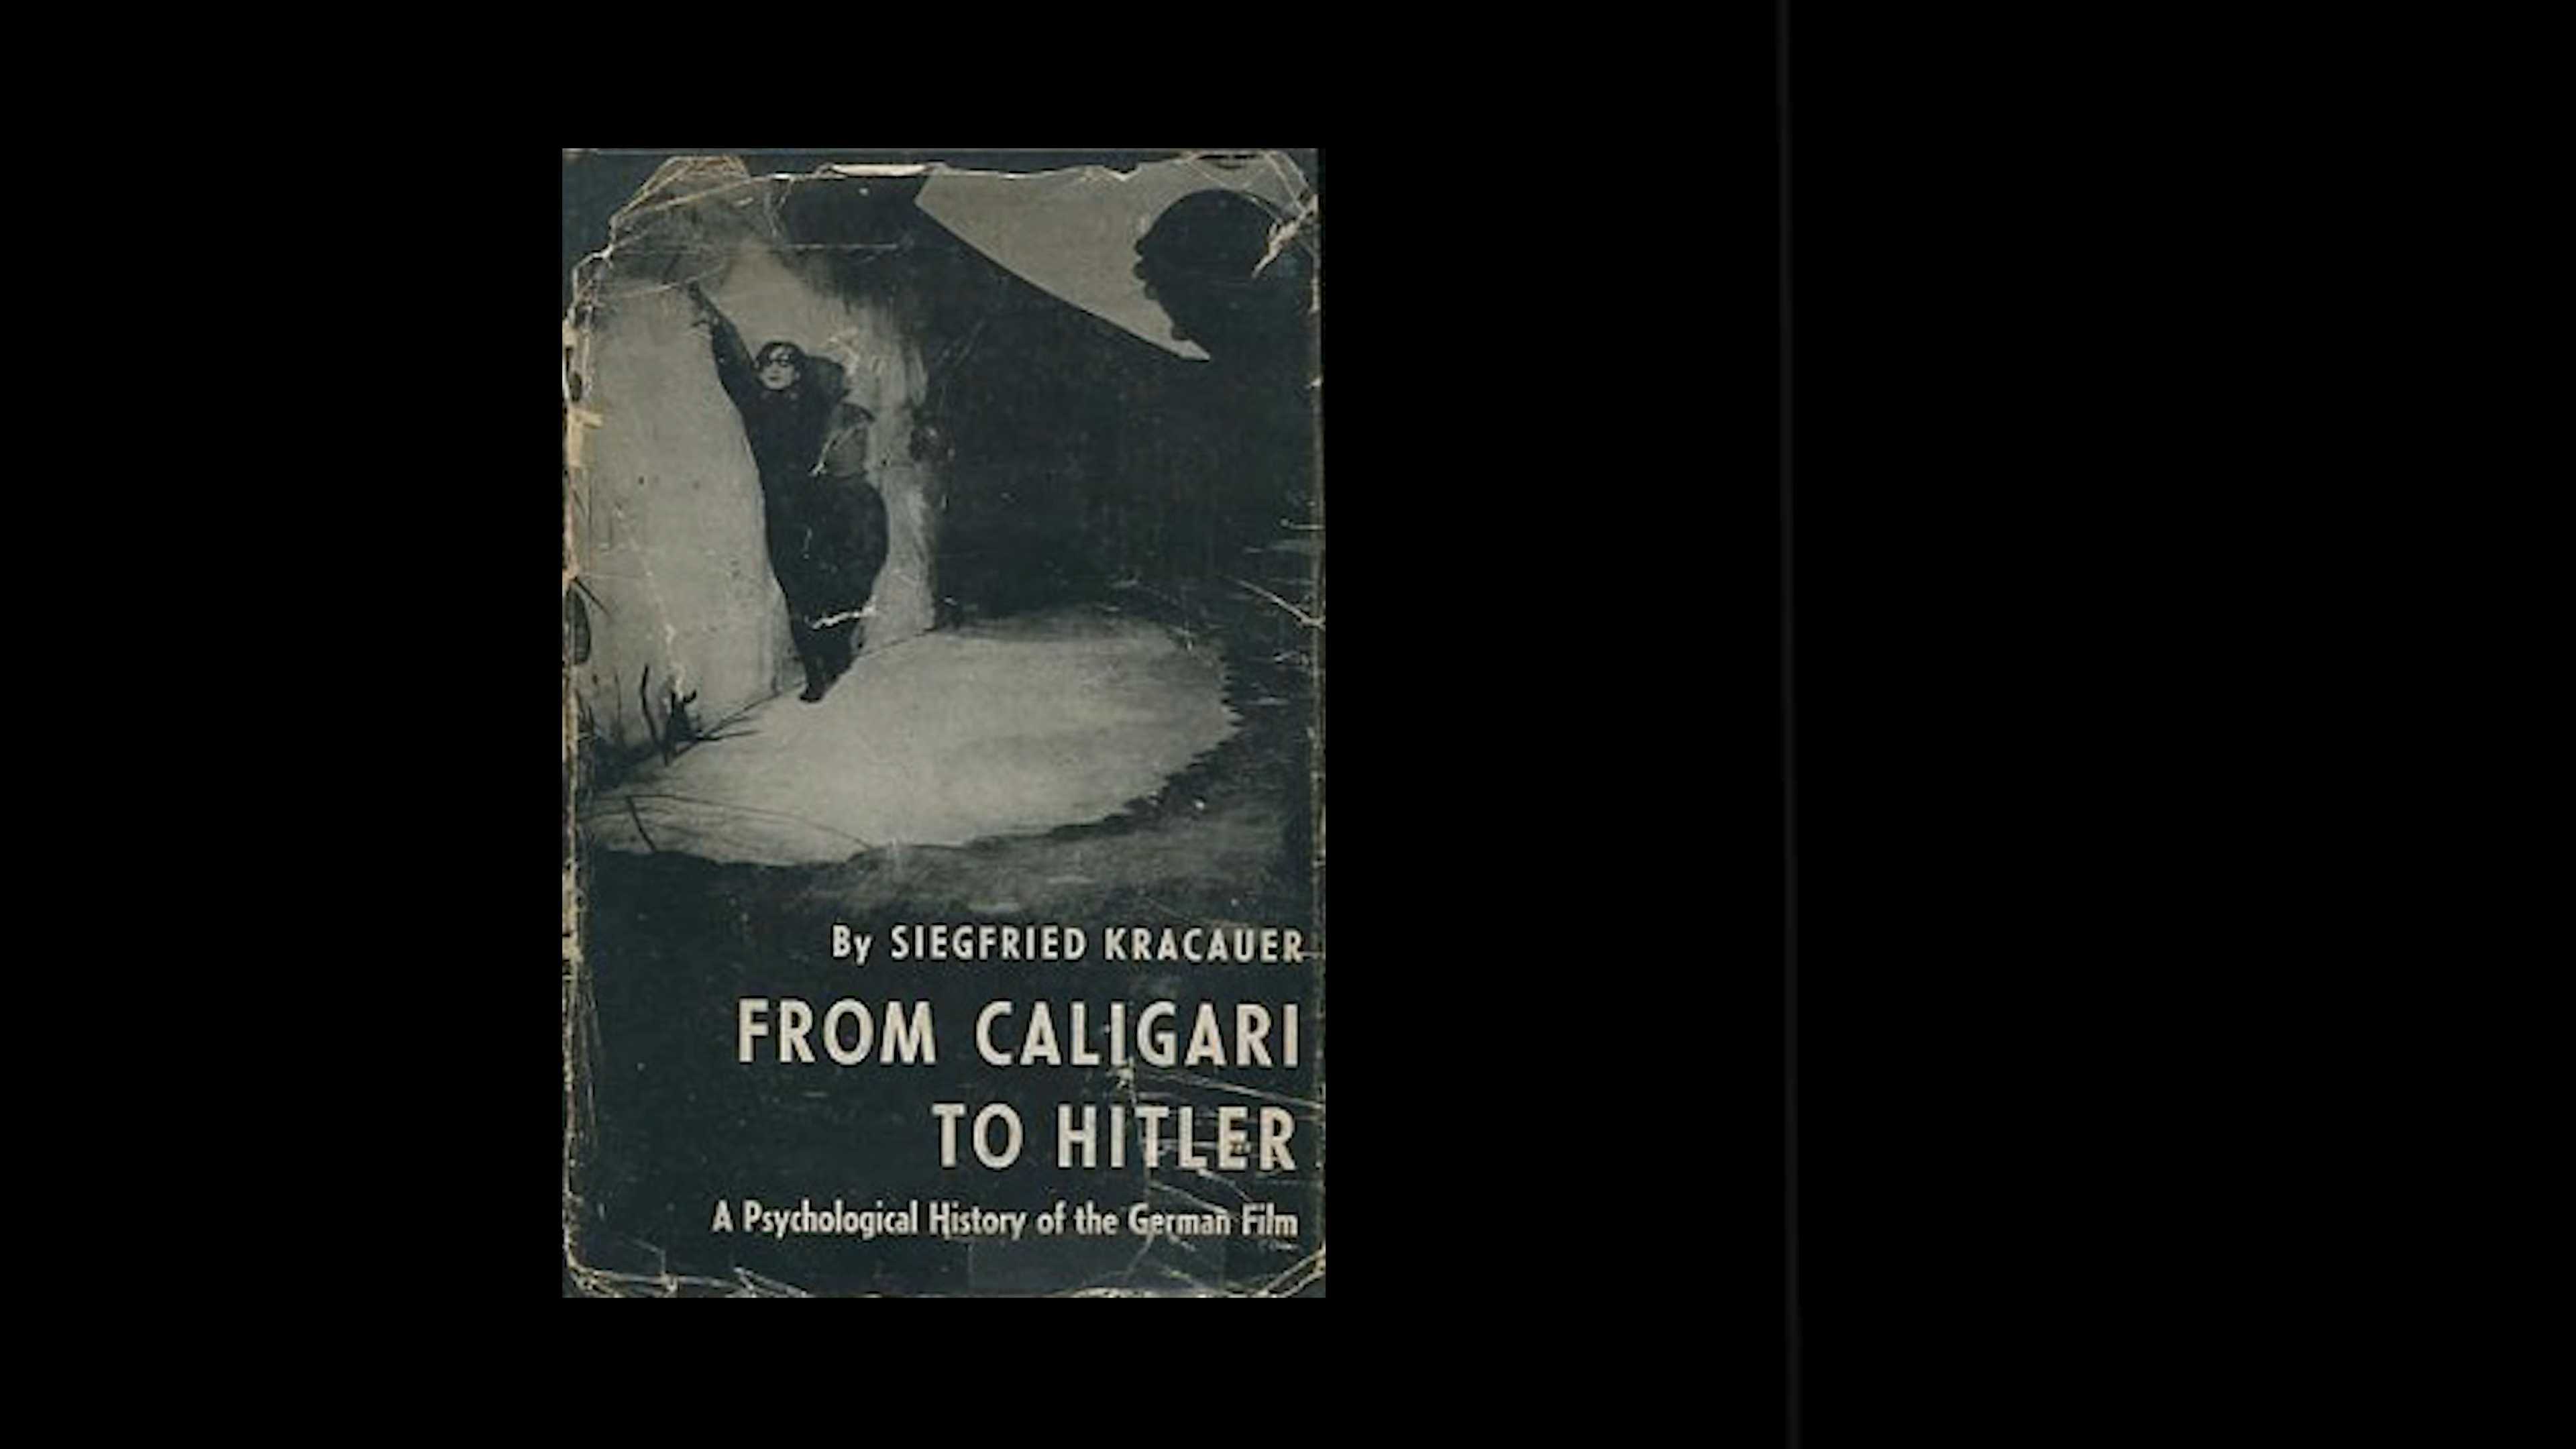 By SIEGFRIED KRACAUER
FROM CALIGARI
TO HITLER
A Psychological History of the German Film